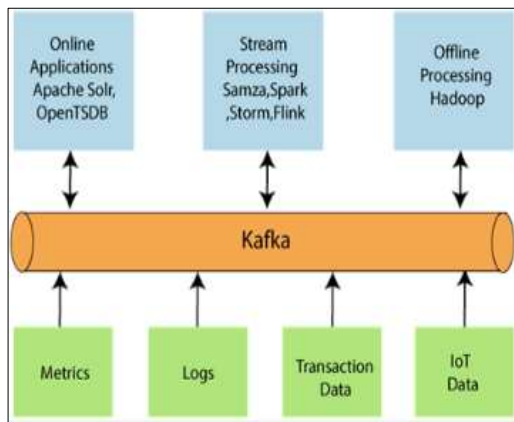 Online
Applications
Apache Solr,
OpenTSDB
Stream
Processing
Samza,Spark
,Storm,Flink
Offline
Processing
Hadoop
Kafka
Metrics
Logs
Transaction
Data
IoT
Data